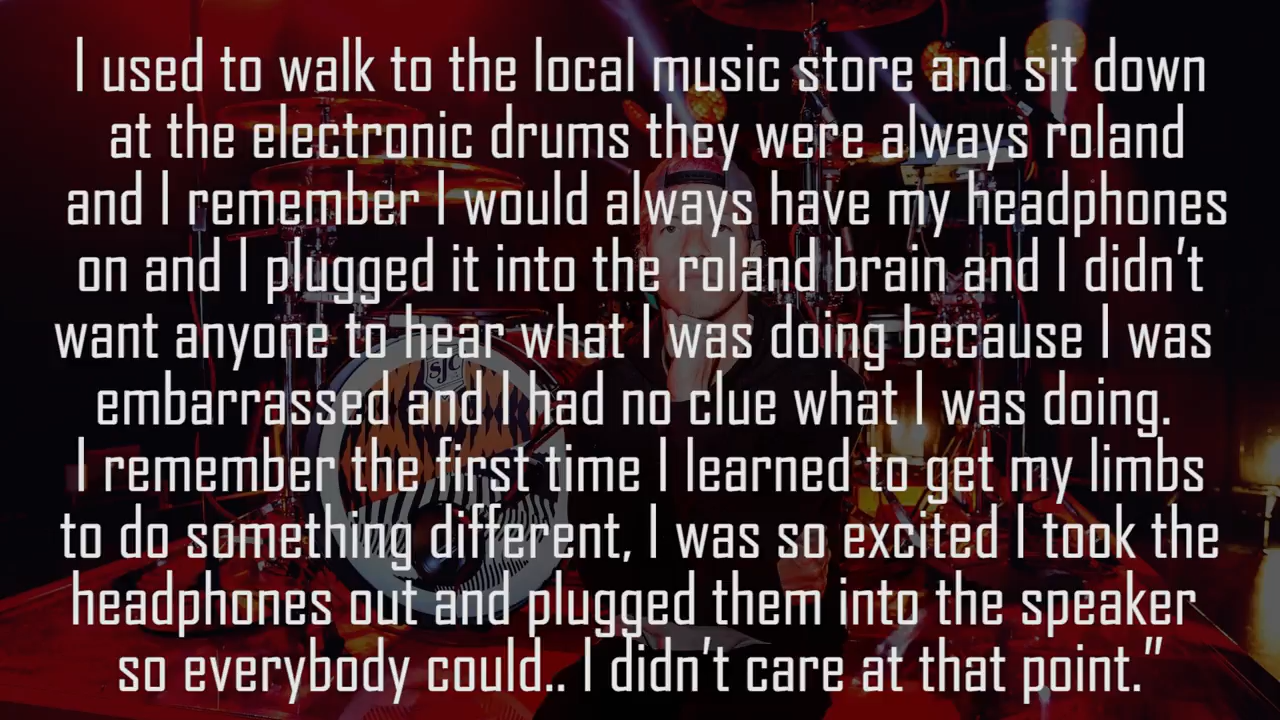 I used to walk to the local music store and sit down
at the electronic drums they were always roland
and I remember I would always have my headphones
on and I plugged it into the roland brain and I didn't
want anyone to hear what I was doing because I was
embarrassed and I had no clue what I was doing.
I remember the first time I learned to get my limbs
to do something different, I was so excited I took the
headphones out and plugged them into the speaker
so everybody could.. I didn't care at that point.”
SJC